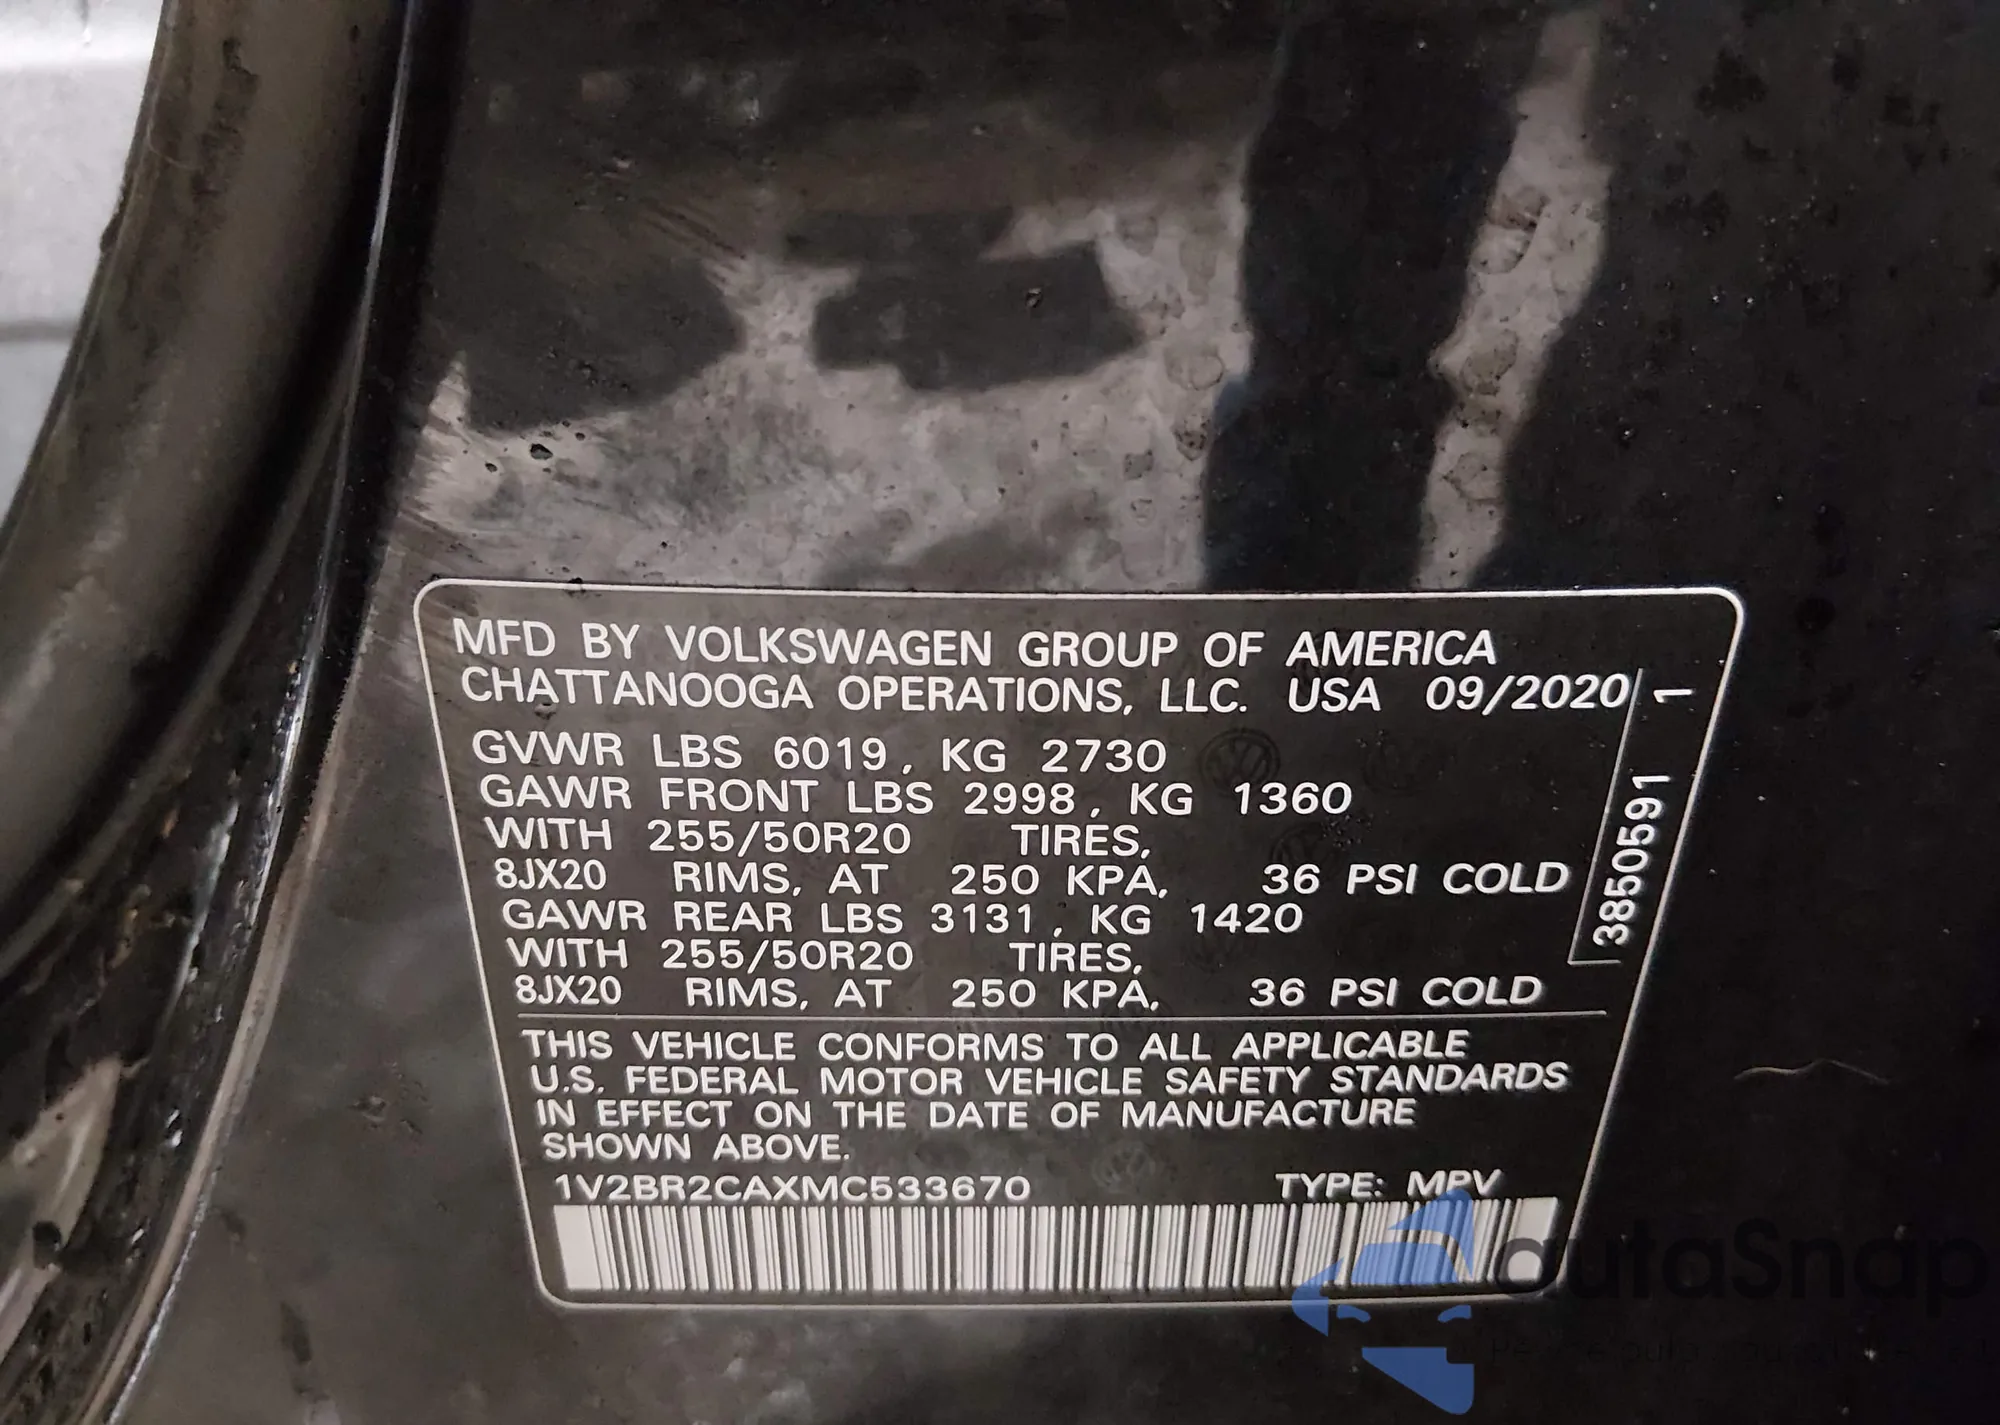 MFD BY VOLKSWAGEN GROUP OF AMERICA
CHATTANOOGA OPERATIONS, LLC. USA 09/2020
GVWR LBS 6019, KG 2730
GAWR FRONT LBS 2998, KG 1360
WITH 255/50R20 TIRES,
8JX20 RIMS, AT 250 KPA, 36 PSI COLD
GAWR REAR LBS 3131, KG 1420
WITH 255/50R20 TIRES,
8JX20 RIMS, AT 250 KPA, 36 PSI COLD
3850591 1
THIS VEHICLE CONFORMS TO ALL APPLICABLE
U.S. FEDERAL MOTOR VEHICLE SAFETY STANDARDS
IN EFFECT ON THE DATE OF MANUFACTURE
SHOWN ABOVE.
1V2BR2CAXMC533670 TYPE: MPV
autaSnap